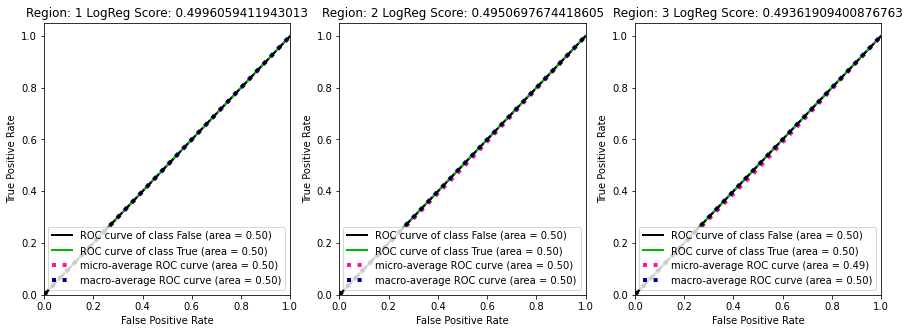 Region: 1 LogReg Score: 0.4996059411943013
1.0
0.8
0.6
0.4
0.2
0.0
True Positive Rate
ROC curve of class False (area = 0.50)
ROC curve of class True (area = 0.50)
micro-average ROC curve (area = 0.50)
macro-average ROC curve (area = 0.50)
0.0 0.2 0.4 0.6 0.8 1.0
False Positive Rate
Region: 2 LogReg Score: 0.4950697674418605
1.0
0.8
0.6
0.4
0.2
0.0
True Positive Rate
ROC curve of class False (area = 0.50)
ROC curve of class True (area = 0.50)
micro-average ROC curve (area = 0.50)
macro-average ROC curve (area = 0.50)
0.0 0.2 0.4 0.6 0.8 1.0
False Positive Rate
Region: 3 LogReg Score: 0.49361909400876763
1.0
0.8
0.6
0.4
0.2
0.0
True Positive Rate
ROC curve of class False (area = 0.50)
ROC curve of class True (area = 0.50)
micro-average ROC curve (area = 0.49)
macro-average ROC curve (area = 0.50)
0.0 0.2 0.4 0.6 0.8 1.0
False Positive Rate